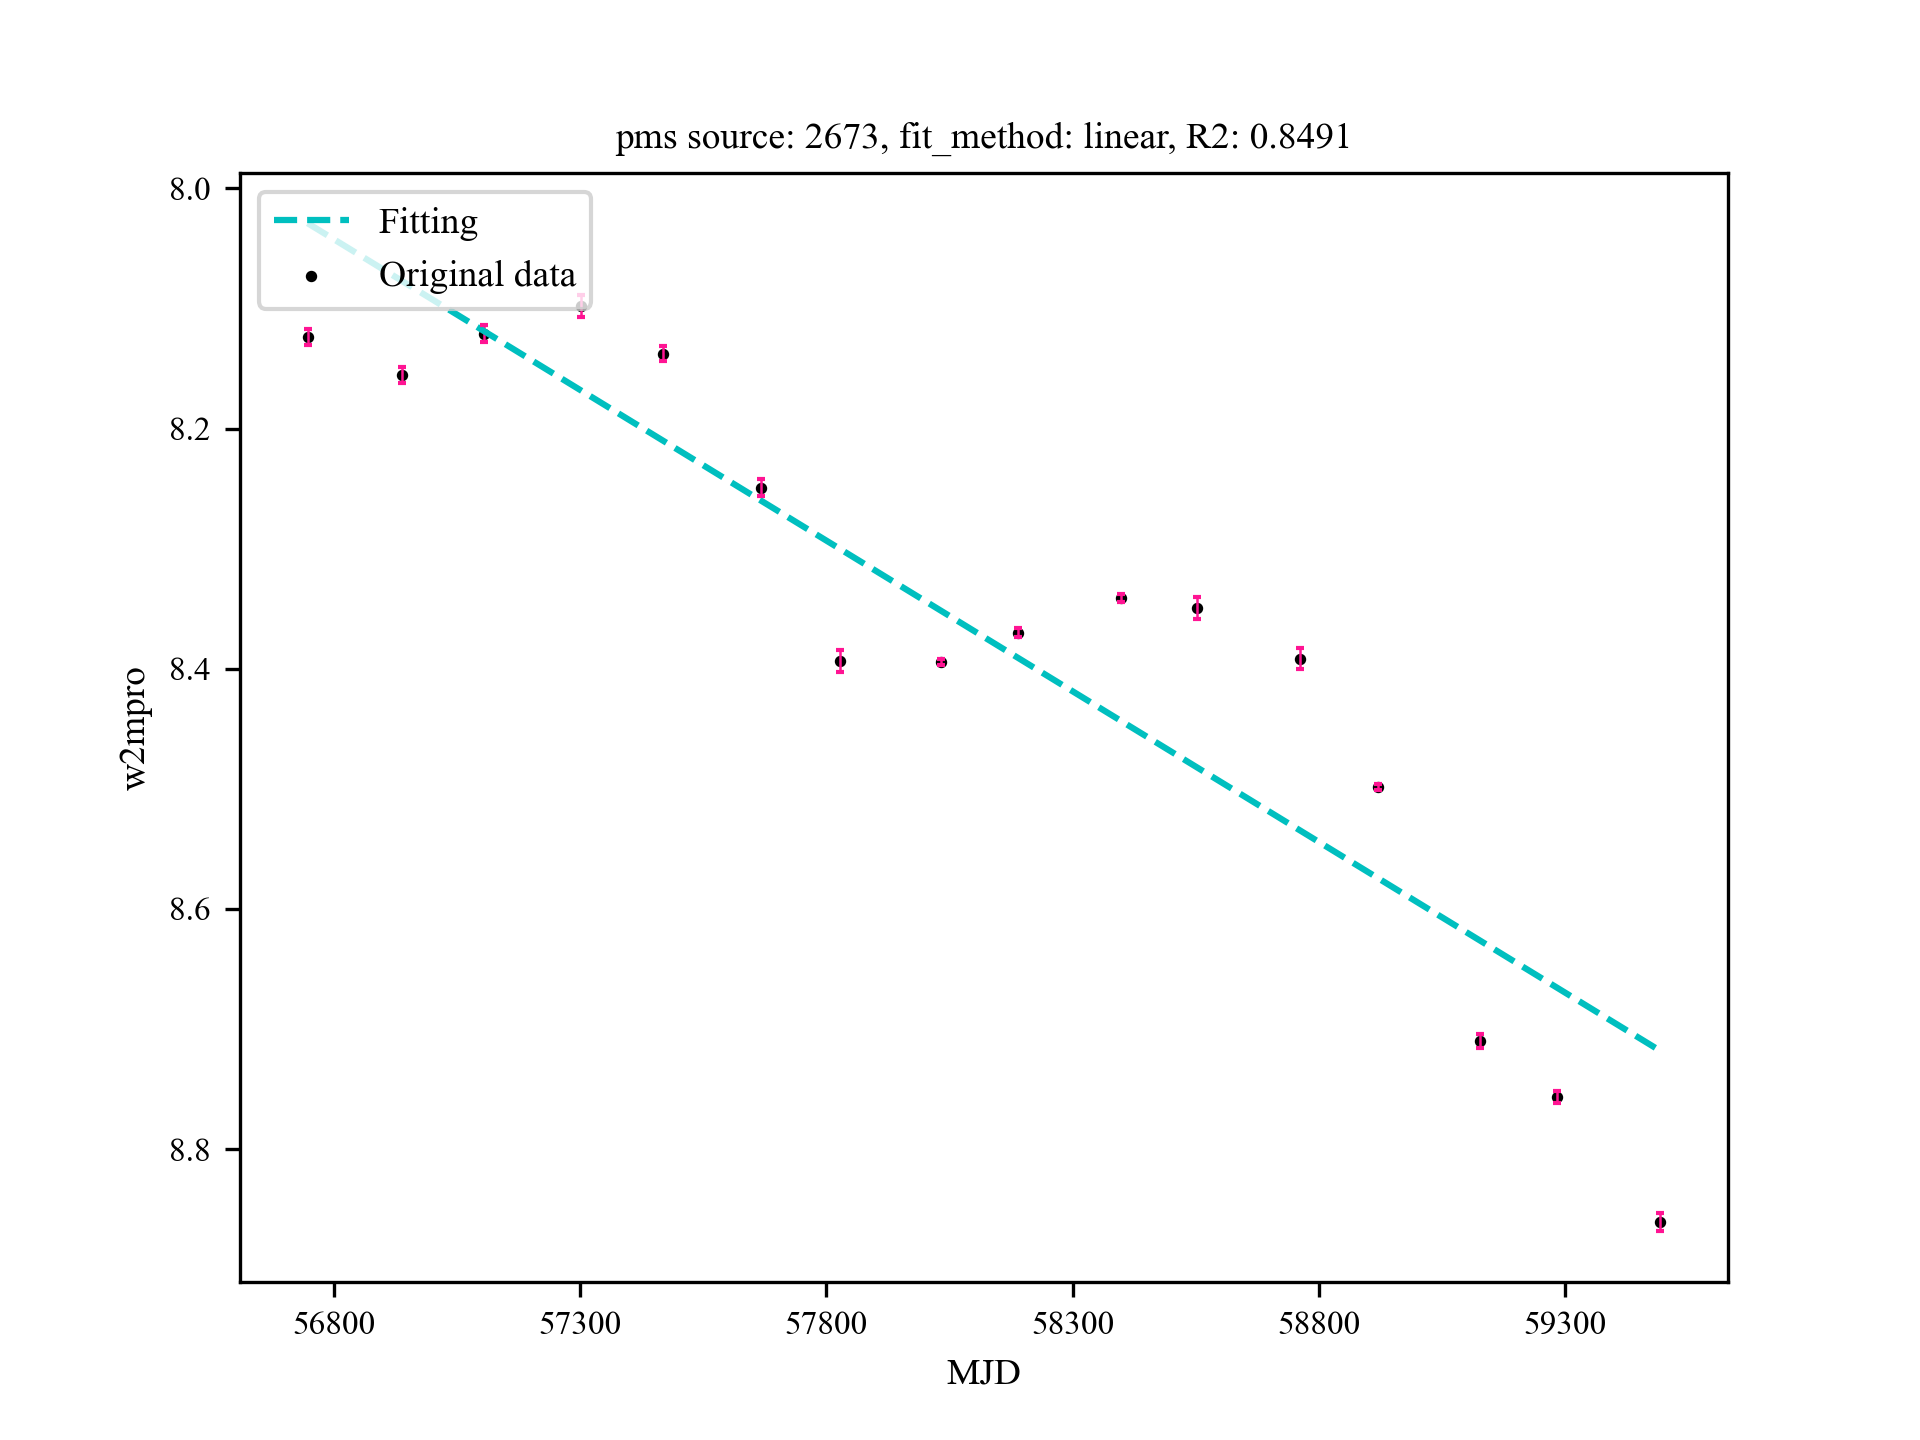 pms source: 2673, fit_method: linear, R2: 0.8491
Fitting
Original data
8.0
8.2
8.4
8.6
8.8
w2mpro
56800 57300 57800 58300 58800 59300
MJD